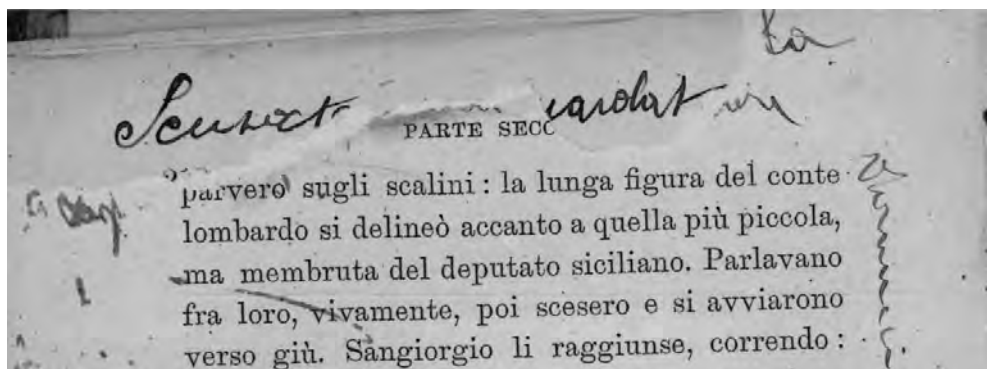 PARTE SECC
parvero sugli scalini : la lunga figura del conte
lombardo si delineò accanto a quella più piccola,
ma membruta del deputato siciliano. Parlavano
fra loro, vivamente, poi scesero e si avviarono
verso giù. Sangiorgio li raggiunse, correndo :